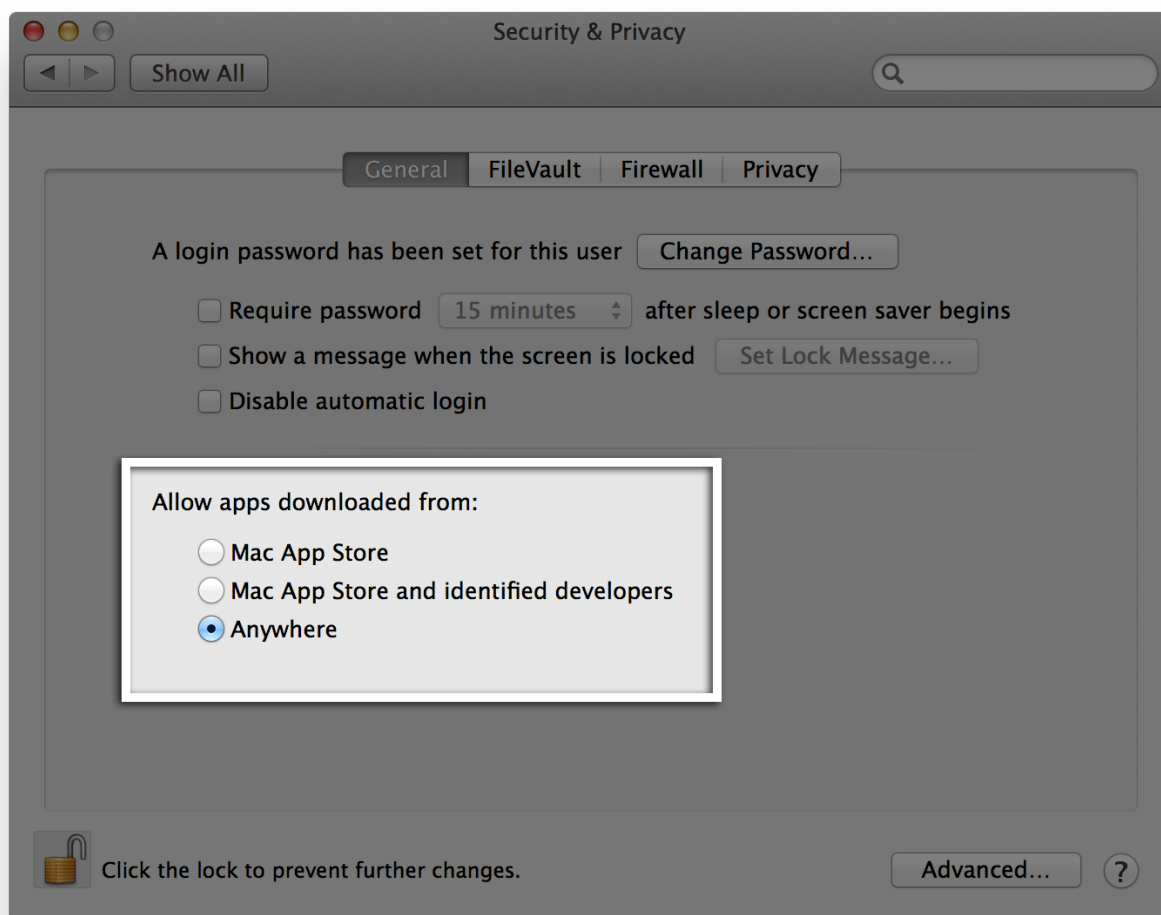 Security & Privacy
Show All
General FileVault Firewall Privacy
A login password has been set for this user Change Password...
Require password 15 minutes after sleep or screen saver begins
Show a message when the screen is locked Set Lock Message...
Disable automatic login
Allow apps downloaded from:
Mac App Store
Mac App Store and identified developers
Anywhere
Click the lock to prevent further changes. Advanced... ?